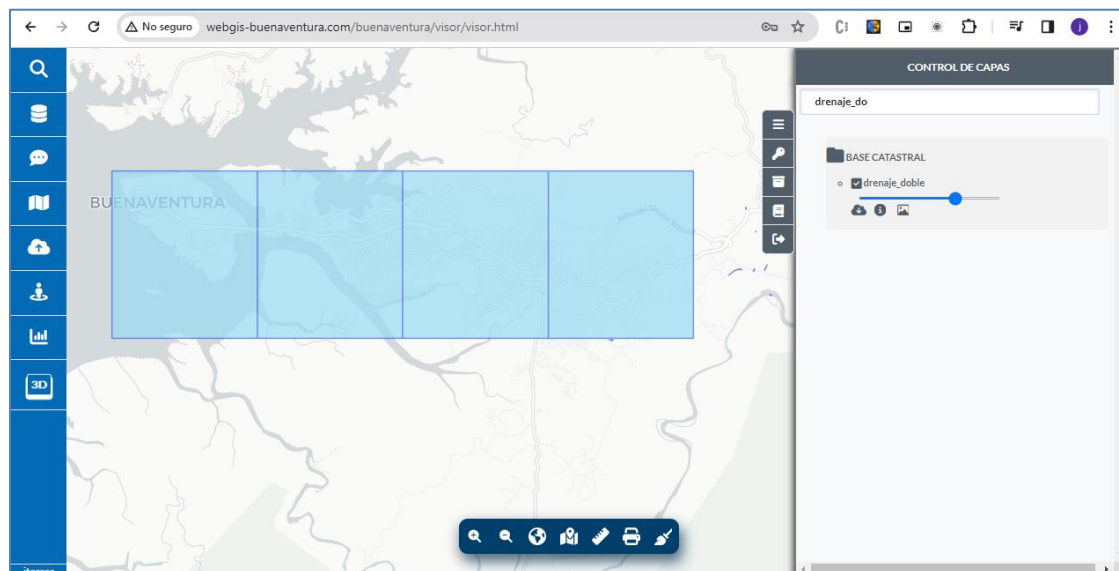 No seguro webgis-buenaventura.com/buenaventura/visor/visor.html
j
CONTROL DE CAPAS
drenaje_do
BASE CATASTRAL
drenaje_doble
BUENAVENTURA
3D